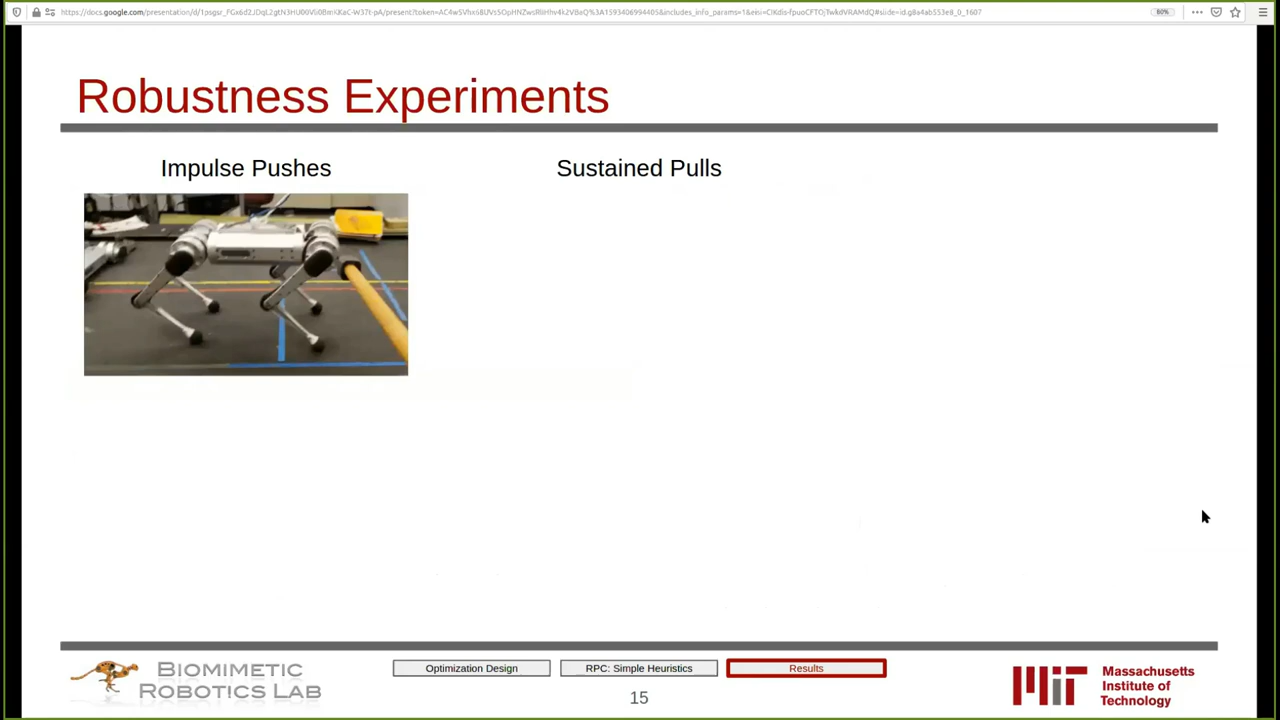 80%
Robustness Experiments
Impulse Pushes
Sustained Pulls
BIOMIMETIC
ROBOTICS LAB
Optimization Design
RPC: Simple Heuristics
Results
15
Massachusetts
Institute of
Technology